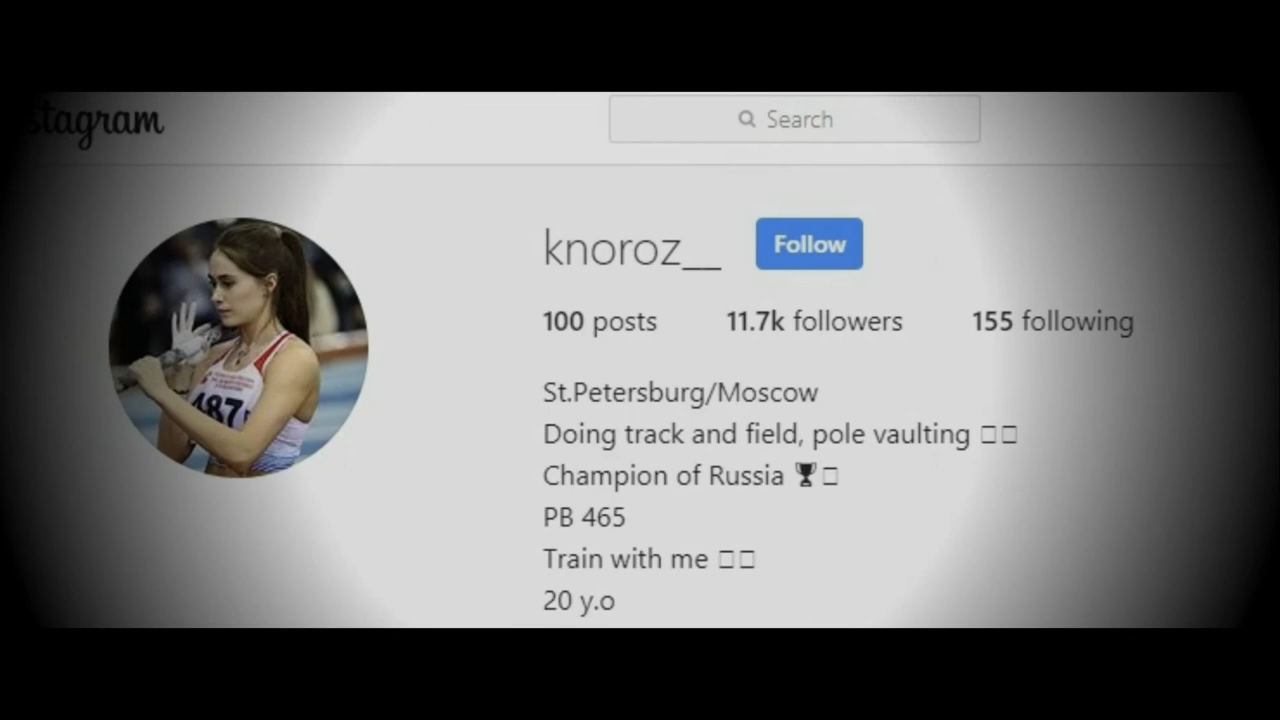 stagram
Search
knoroz__ Follow
100 posts 11.7k followers 155 following
St.Petersburg/Moscow
Doing track and field, pole vaulting □□
Champion of Russia 🏆□
PB 465
Train with me □□
20 y.o
487